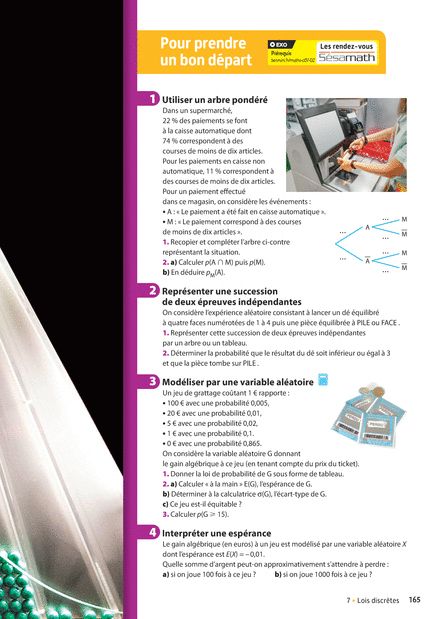 Pour prendre
un bon départ
EXO
Prérequis
Les rendez-vous
Sésamath
1 Utiliser un arbre pondéré
Dans un supermarché,
22 % des paiements se font
à la caisse automatique dont
74 % correspondent à des
courses de moins de dix articles.
Pour les paiements en caisse non
automatique, 11 % correspondent à
des courses de moins de dix articles.
Pour un paiement effectué
dans ce magasin, on considère les événements :
• A : « Le paiement a été fait en caisse automatique ».
• M : « Le paiement correspond à des courses
de moins de dix articles ».
1. Recopier et compléter l'arbre ci-contre
représentant la situation.
2. a) Calculer p(A ∩ M) puis p(M).
b) En déduire pM(A).
... A ... M
... M̅
... A̅ ... M
... M̅
2 Représenter une succession
de deux épreuves indépendantes
On considère l'expérience aléatoire consistant à lancer un dé équilibré
à quatre faces numérotées de 1 à 4 puis une pièce équilibrée à PILE ou FACE .
1. Représenter cette succession de deux épreuves indépendantes
par un arbre ou un tableau.
2. Déterminer la probabilité que le résultat du dé soit inférieur ou égal à 3
et que la pièce tombe sur PILE .
3 Modéliser par une variable aléatoire
Un jeu de grattage coûtant 1 € rapporte :
• 100 € avec une probabilité 0,005,
• 20 € avec une probabilité 0,01,
• 5 € avec une probabilité 0,02,
• 1 € avec une probabilité 0,1.
• 0 € avec une probabilité 0,865.
On considère la variable aléatoire G donnant
le gain algébrique à ce jeu (en tenant compte du prix du ticket).
1. Donner la loi de probabilité de G sous forme de tableau.
2. a) Calculer « à la main » E(G), l'espérance de G.
b) Déterminer à la calculatrice σ(G), l'écart-type de G.
c) Ce jeu est-il équitable ?
3. Calculer p(G ⩾ 15).
4 Interpréter une espérance
Le gain algébrique (en euros) à un jeu est modélisé par une variable aléatoire X
dont l'espérance est E(X) = −0,01.
Quelle somme d'argent peut-on approximativement s'attendre à perdre :
a) si on joue 100 fois à ce jeu ? b) si on joue 1000 fois à ce jeu ?
7 • Lois discrètes 165